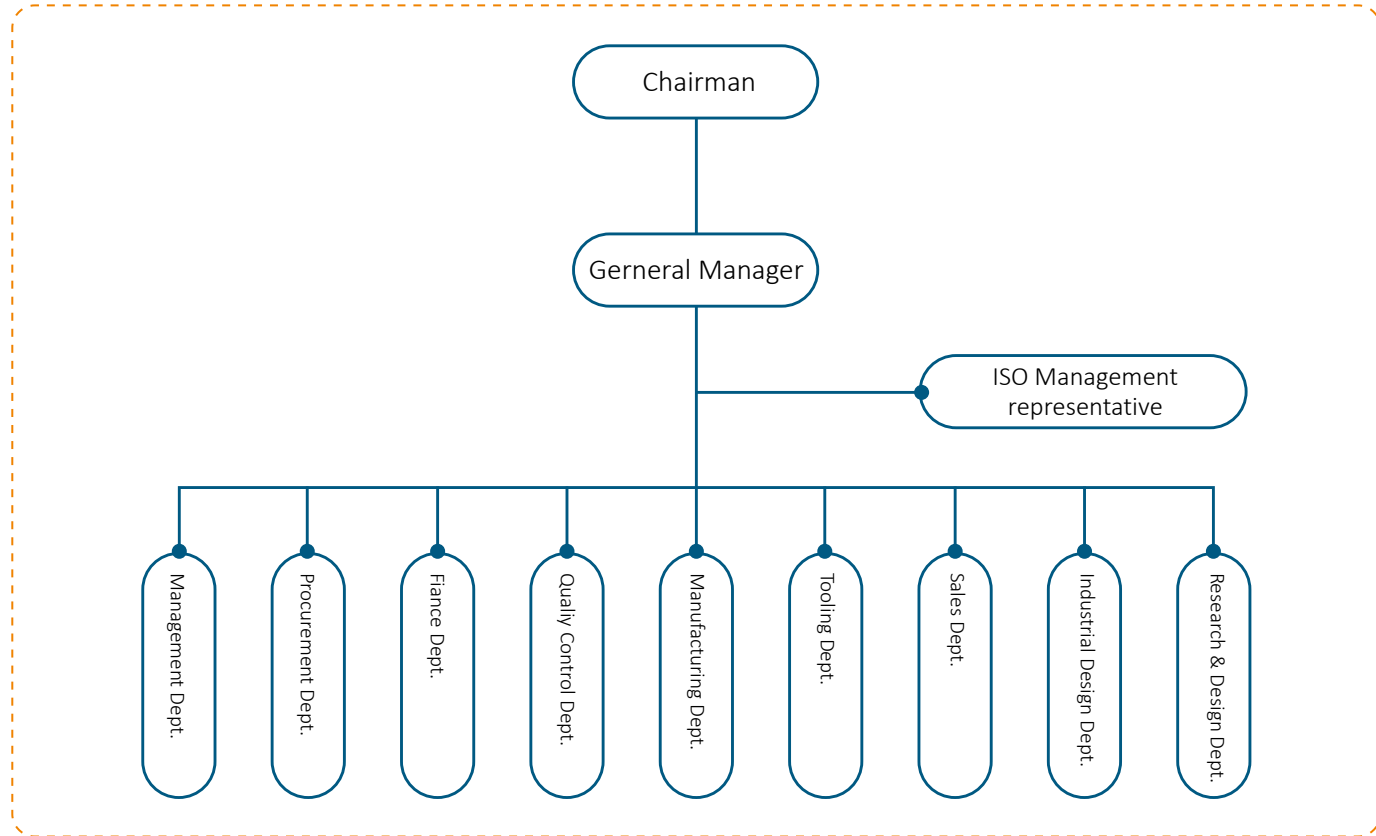 Chairman
Gerneral Manager
ISO Management
representative
Management Dept.
Procurement Dept.
Fiance Dept.
Qualiy Control Dept.
Manufacturing Dept.
Tooling Dept.
Sales Dept.
Industrial Design Dept.
Research & Design Dept.